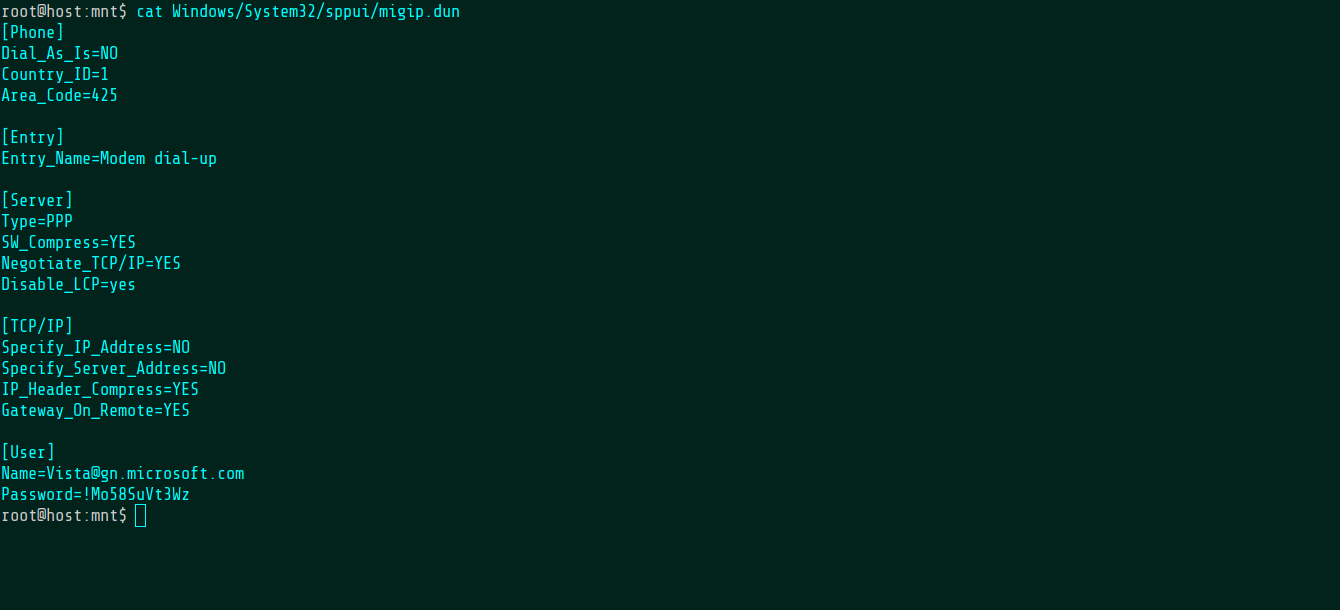 root@host:mnt$ cat Windows/System32/sppui/migip.dun
[Phone]
Dial_As_Is=NO
Country_ID=1
Area_Code=425

[Entry]
Entry_Name=Modem dial-up

[Server]
Type=PPP
SW_Compress=YES
Negotiate_TCP/IP=YES
Disable_LCP=yes

[TCP/IP]
Specify_IP_Address=NO
Specify_Server_Address=NO
IP_Header_Compress=YES
Gateway_On_Remote=YES

[User]
Name=Vista@gn.microsoft.com
Password=!Mo58SuVt3Wz
root@host:mnt$